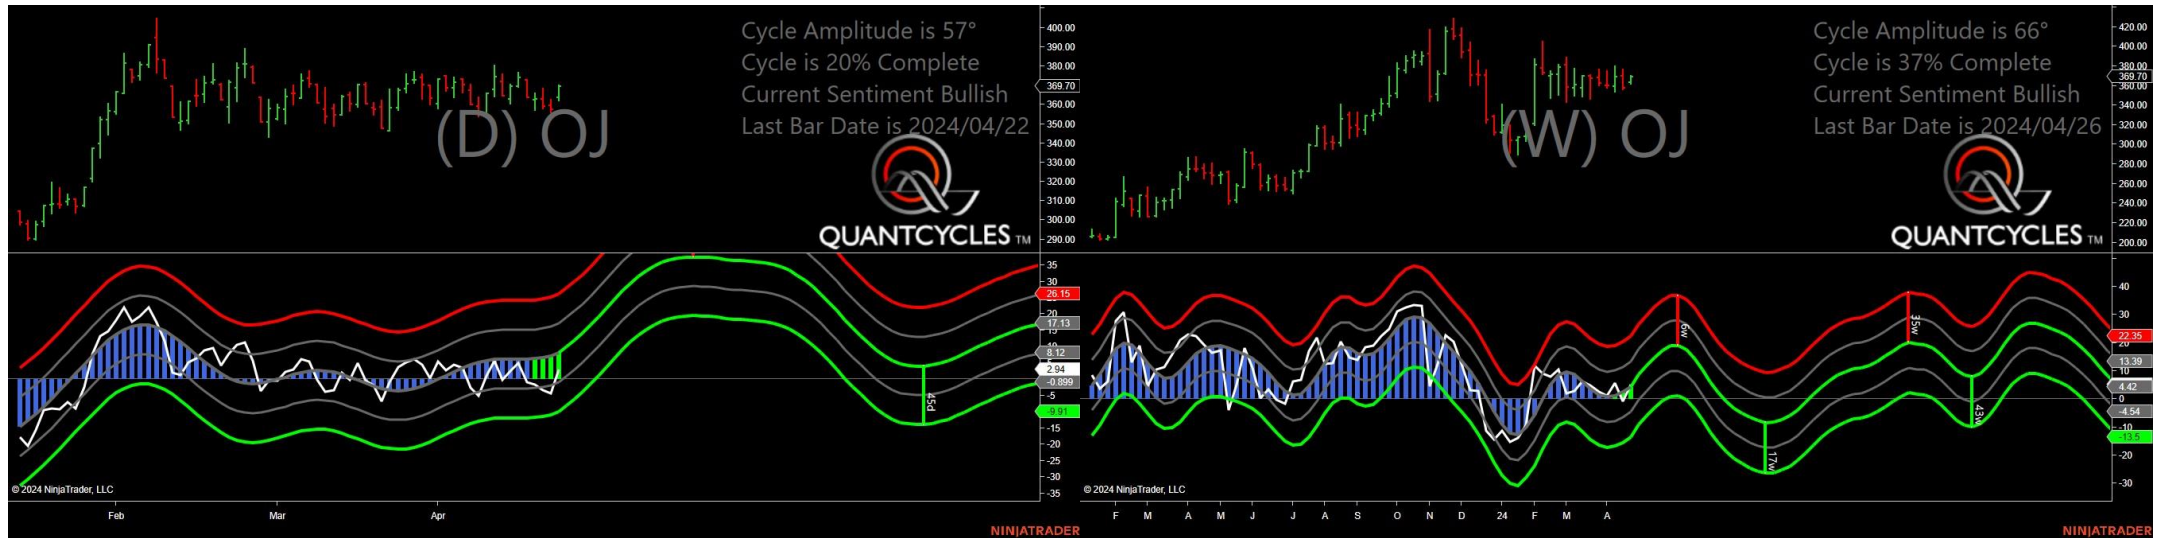 Cycle Amplitude is 57°
Cycle is 20% Complete
Current Sentiment Bullish
Last Bar Date is 2024/04/22
(D) OJ
QUANTCYCLES TM
400.00
390.00
380.00
369.70
360.00
350.00
340.00
330.00
320.00
310.00
300.00
290.00
35
30
26.15
17.13
8.12
2.94
-0.899
-5
-9.91
-15
-20
-25
-30
-35
45d
© 2024 NinjaTrader, LLC
Feb Mar Apr
NINJATRADER
Cycle Amplitude is 66°
Cycle is 37% Complete
Current Sentiment Bullish
Last Bar Date is 2024/04/26
(W) OJ
QUANTCYCLES TM
420.00
400.00
380.00
369.70
360.00
340.00
320.00
300.00
280.00
260.00
240.00
220.00
200.00
40
30
22.35
20
13.39
10
4.42
0
-4.54
-10
-13.5
-20
-30
6w
17w
35w
43w
© 2024 NinjaTrader, LLC
F M A M J J A S O N D 24 F M A
NINJATRADER